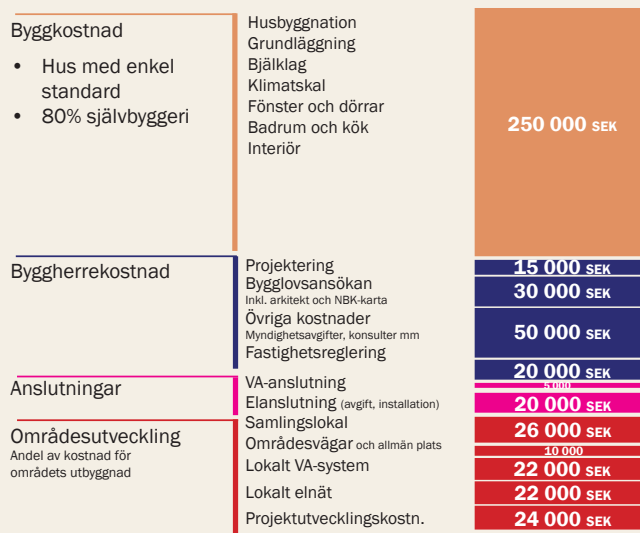 Byggkostnad
• Hus med enkel
standard
• 80% självbyggeri
Husbyggnation
Grundläggning
Bjälklag
Klimatskal
Fönster och dörrar
Badrum och kök
Interiör
250 000 SEK
Byggherrekostnad
Projektering
15 000 SEK
Bygglovsansökan
Inkl. arkitekt och NBK-karta
30 000 SEK
Övriga kostnader
Myndighetsavgifter, konsulter mm
50 000 SEK
Fastighetsreglering
20 000 SEK
Anslutningar
VA-anslutning
5 000
Elanslutning (avgift, installation)
20 000 SEK
Områdesutveckling
Andel av kostnad för
områdets utbyggnad
Samlingslokal
26 000 SEK
Områdesvägar och allmän plats
10 000
Lokalt VA-system
22 000 SEK
Lokalt elnät
22 000 SEK
Projektutvecklingskostn.
24 000 SEK